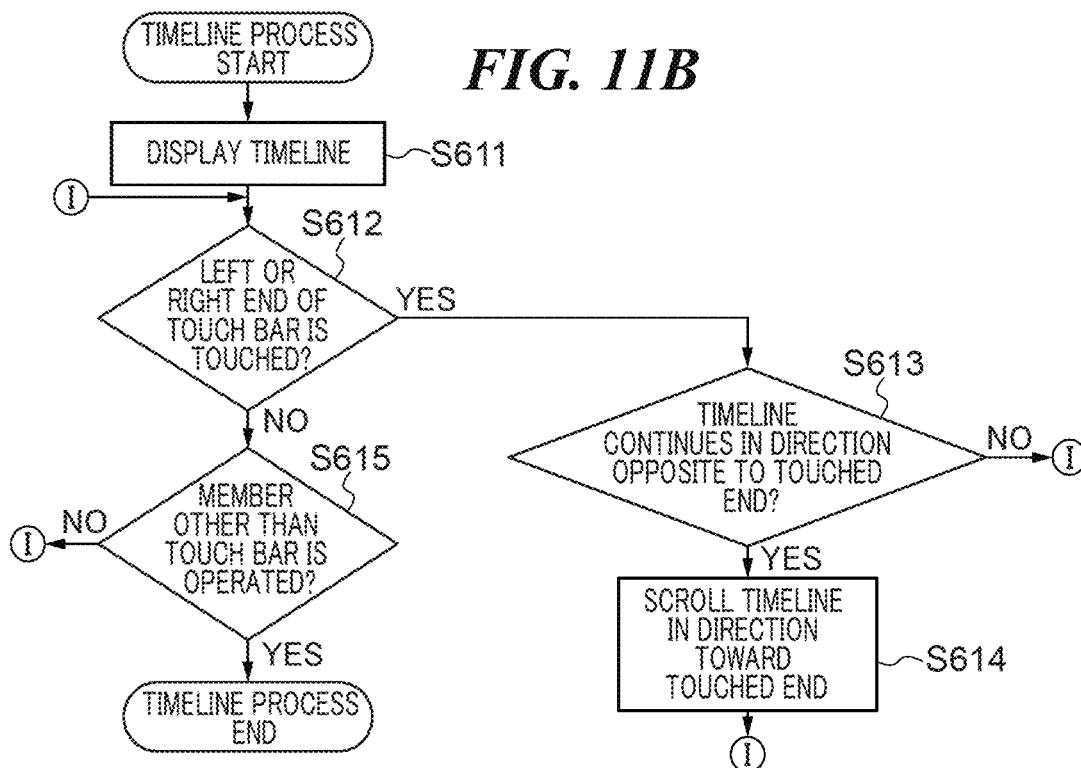 TIMELINE PROCESS
START
FIG. 11B
DISPLAY TIMELINE
S611
I
S612
LEFT OR
RIGHT END OF
TOUCH BAR IS
TOUCHED?
YES
NO
S613
TIMELINE
CONTINUES IN DIRECTION
OPPOSITE TO TOUCHED
END?
NO
I
YES
S615
MEMBER
OTHER THAN
TOUCH BAR IS
OPERATED?
NO
I
YES
SCROLL TIMELINE
IN DIRECTION
TOWARD
TOUCHED END
S614
I
TIMELINE PROCESS
END